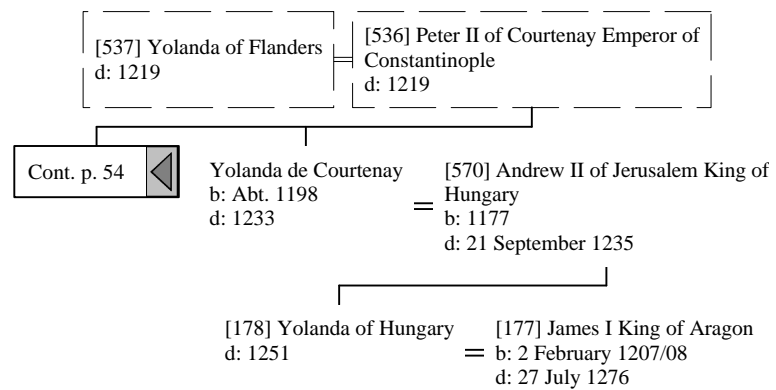 [537] Yolanda of Flanders
d: 1219
[536] Peter II of Courtenay Emperor of
Constantinople
d: 1219
Cont. p. 54
Yolanda de Courtenay
b: Abt. 1198
d: 1233
[570] Andrew II of Jerusalem King of
Hungary
b: 1177
d: 21 September 1235
[178] Yolanda of Hungary
d: 1251
[177] James I King of Aragon
b: 2 February 1207/08
d: 27 July 1276